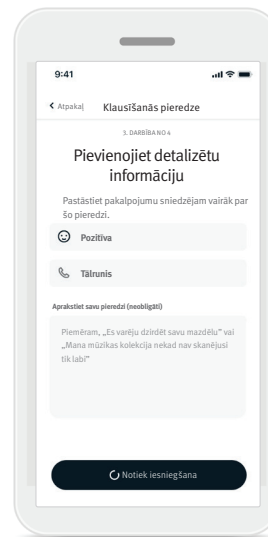 9:41
Atpakaļ Klausīšanās pieredze
3. DARBĪBA NO 4
Pievienojiet detalizētu
informāciju
Pastāstiet pakalpojumu sniedzējam vairāk par
šo pieredzi.
Pozitīva
Tālrunis
Aprakstiet savu pieredzi (neobligāti)
Piemēram, „Es varēju dzirdēt savu mazdēlu” vai
„Mana mūzikas kolekcija nekad nav skanējusi
tik labi”
Notiek iesniegšana